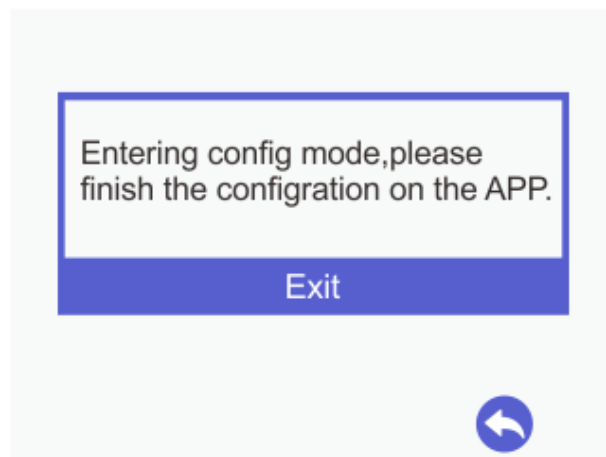 Entering config mode,please
finish the configration on the APP.
Exit